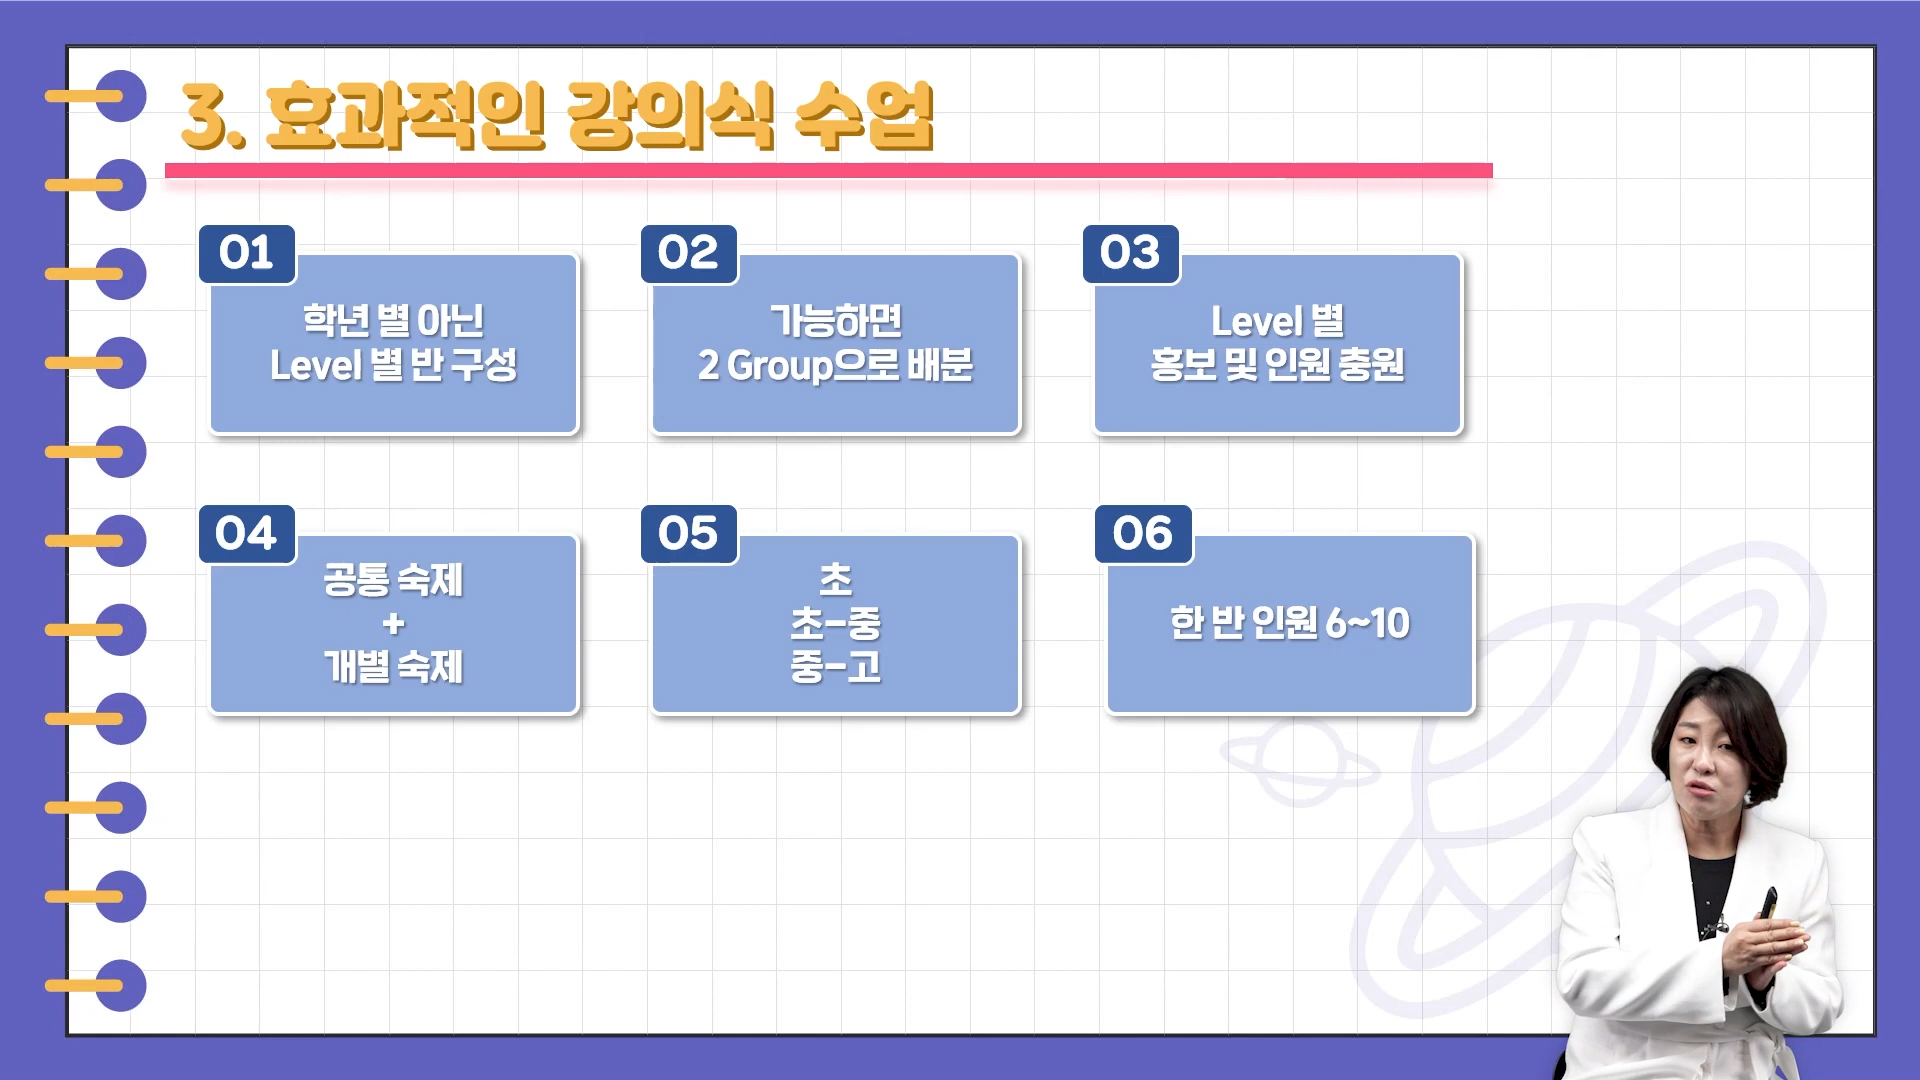 3. 효과적인 강의식 수업
01
학년 별 아닌
Level 별 반 구성
02
가능하면
2 Group으로 배분
03
Level 별
홍보 및 인원 충원
04
공통 숙제
+
개별 숙제
05
초
초-중
중-고
06
한 반 인원 6~10